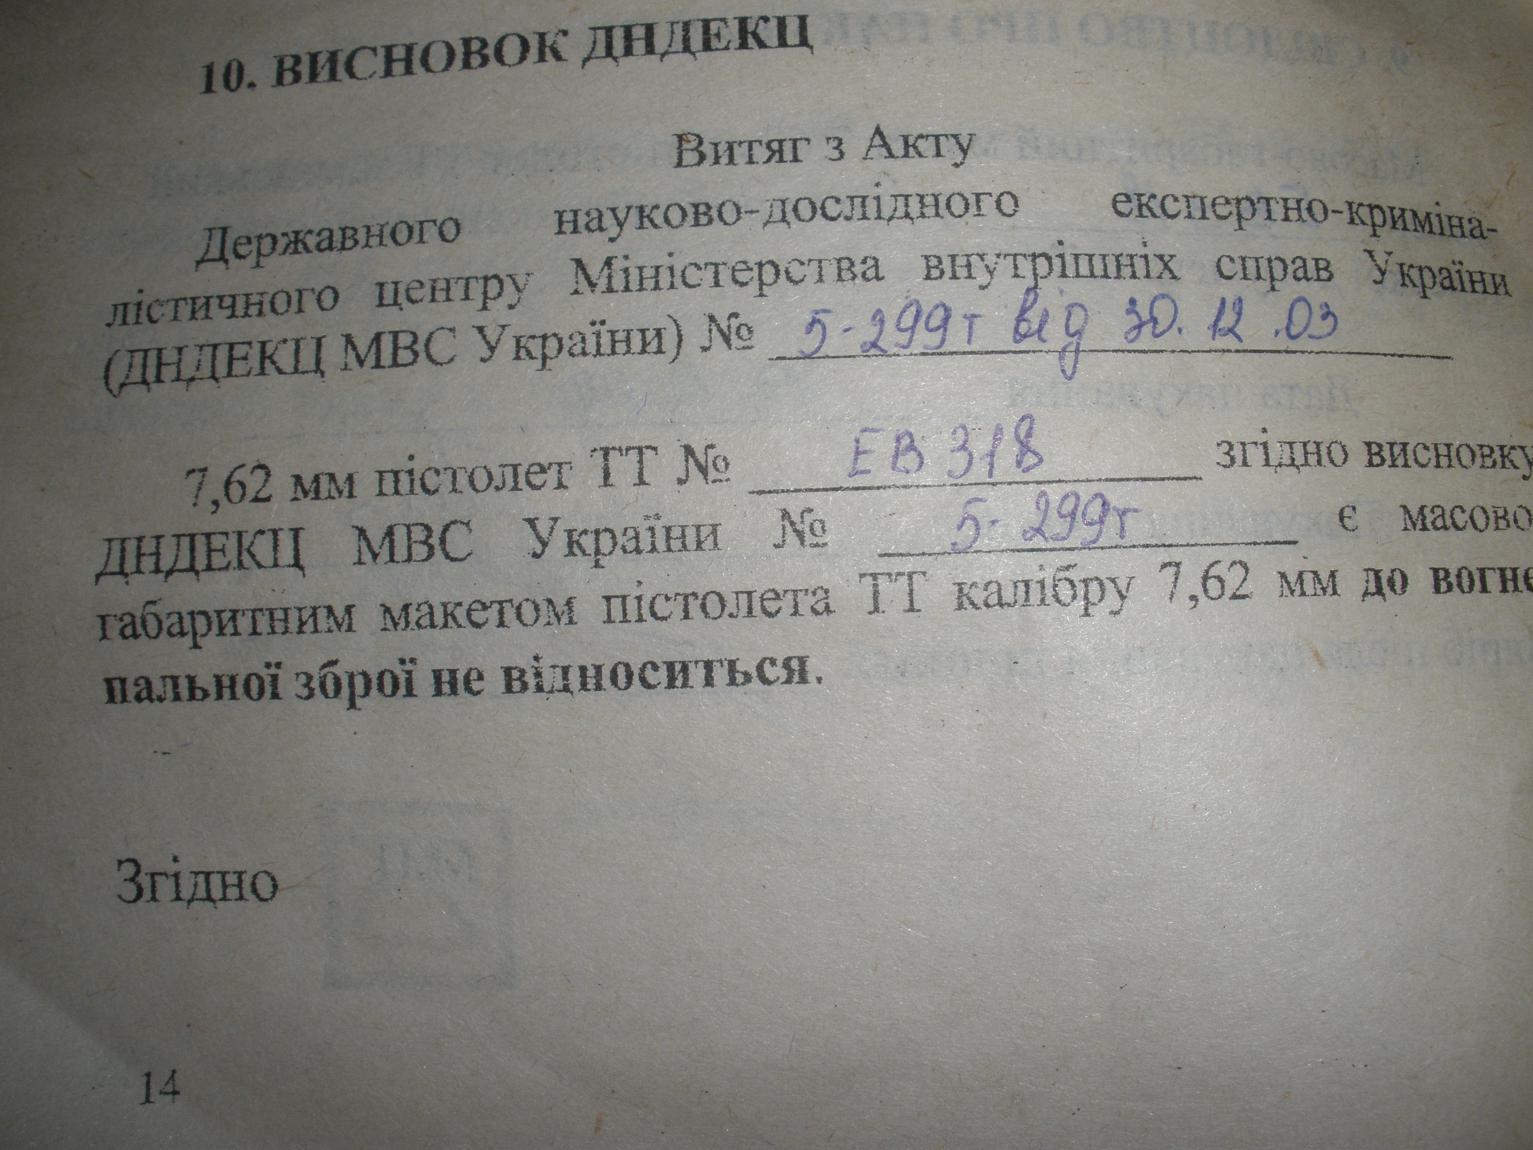 10. ВИСНОВОК ДНДЕКЦ
Витяг з Акту
Державного науково-дослідного експертно-криміна-
лістичного центру Міністерства внутрішніх справ України
(ДНДЕКЦ МВС України) № 5-299т від 30.12.03
7,62 мм пістолет ТТ № ЕВ 318 згідно висновку
ДНДЕКЦ МВС України № 5-299т є масово
габаритним макетом пістолета ТТ калібру 7,62 мм до вогне
пальної зброї не відноситься.
Згідно
14